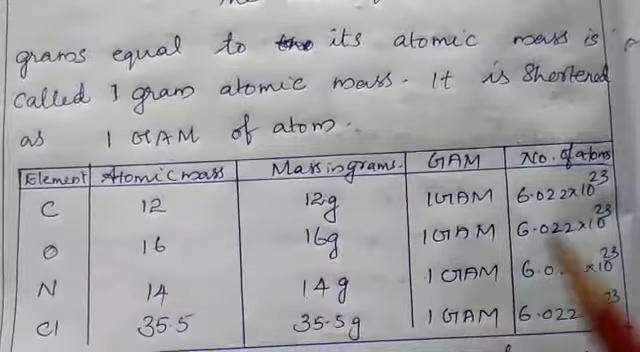 grams equal to its atomic mass is
called 1 gram atomic mass. It is Shortened
as 1 GAM of atom.
Element Atomic mass Mass in grams. GAM No. of atoms
C 12 12g 1GAM 6.022×10²³
O 16 16g 1GAM 6.022×10²³
N 14 14g 1GAM 6.0 ×10²³
Cl 35.5 35.5g 1GAM 6.022 ²³